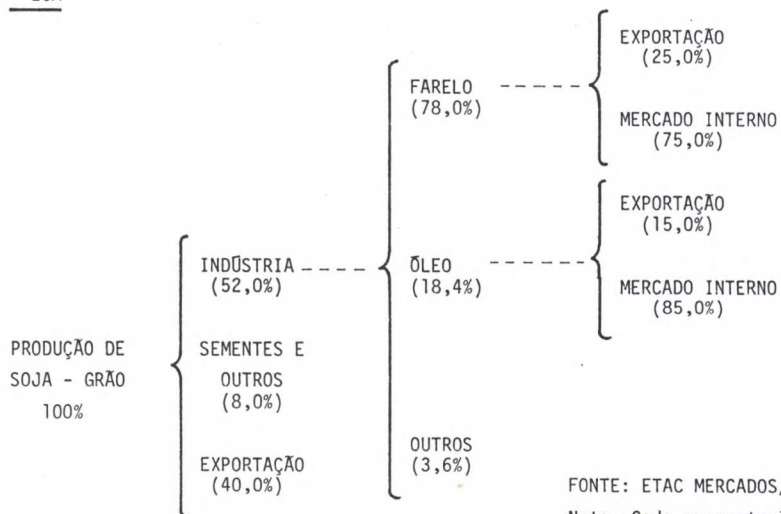 EXPORTAÇÃO
(25,0%)
FARELO
(78,0%)
MERCADO INTERNO
(75,0%)
EXPORTAÇÃO
(15,0%)
INDÚSTRIA
(52,0%)
ÓLEO
(18,4%)
MERCADO INTERNO
(85,0%)
PRODUÇÃO DE
SOJA - GRÃO
100%
SEMENTES E
OUTROS
(8,0%)
EXPORTAÇÃO
(40,0%)
OUTROS
(3,6%)
FONTE: ETAC MERCADOS,